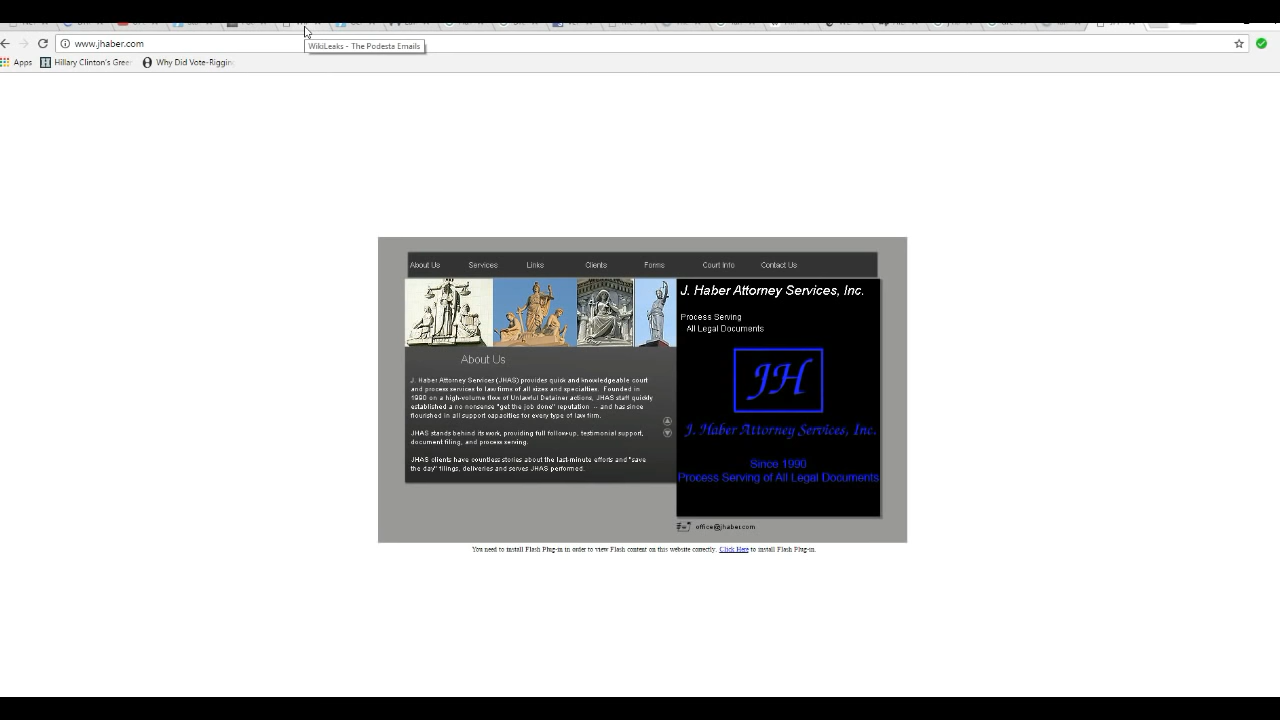 www.jhaber.com
WikiLeaks - The Podesta Emails
Apps
Hillary Clinton's Green
Why Did Vote-Rigging
About Us
Services
Links
Clients
Forms
Court Info
Contact Us
J. Haber Attorney Services, Inc.
Process Serving
All Legal Documents
JH
J. Haber Attorney Services, Inc.
Since 1990
Process Serving of All Legal Documents
About Us
J. Haber Attorney Services (JHAS) provides quick and knowledgeable court
and process services to law firms of all sizes and specialties. Founded in
1990 on a high-volume flow of Unlawful Detainer actions, JHAS staff quickly
established a no nonsense "get the job done" reputation -- and has since
flourished in all support capacities for every type of law firm.
JHAS stands behind its work, providing full follow-up, testimonial support,
document filing, and process serving.
JHAS clients have countless stories about the last-minute efforts and "save
the day" filings, deliveries and serves JHAS performed.
office@jhaber.com
You need to install Flash Plug-in in order to view Flash content on this website correctly. Click Here to install Flash Plug-in.